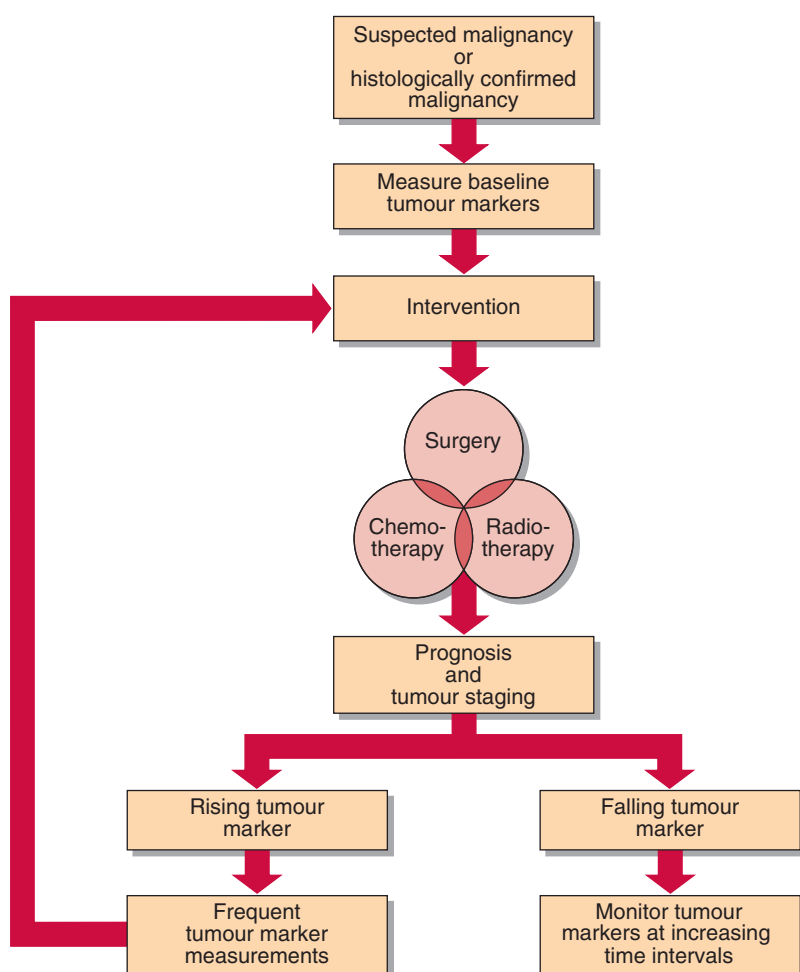 Suspected malignancy
or
histologically confirmed
malignancy
Measure baseline
tumour markers
Intervention
Surgery
Chemo-
therapy
Radio-
therapy
Prognosis
and
tumour staging
Rising tumour
marker
Falling tumour
marker
Frequent
tumour marker
measurements
Monitor tumour
markers at increasing
time intervals